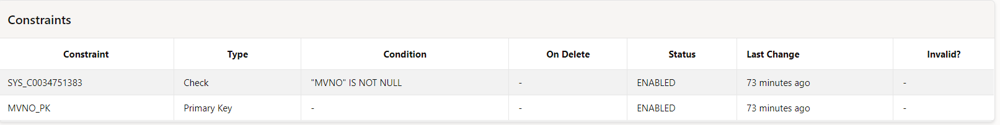 Constraints
Constraint Type Condition On Delete Status Last Change Invalid?
SYS_C0034751383 Check "MVNO" IS NOT NULL - ENABLED 73 minutes ago -
MVNO_PK Primary Key - - ENABLED 73 minutes ago -